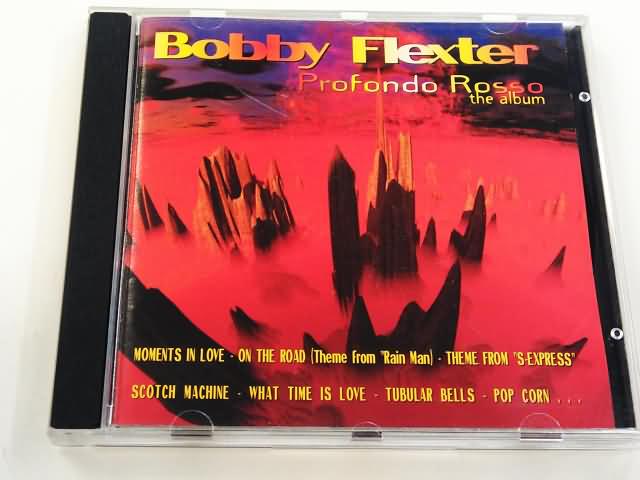 Bobby Flexter
Profondo Rosso
the album
MOMENTS IN LOVE - ON THE ROAD (Theme from "Rain Man) - THEME FROM "S-EXPRESS"
SCOTCH MACHINE - WHAT TIME IS LOVE - TUBULAR BELLS - POP CORN . . .